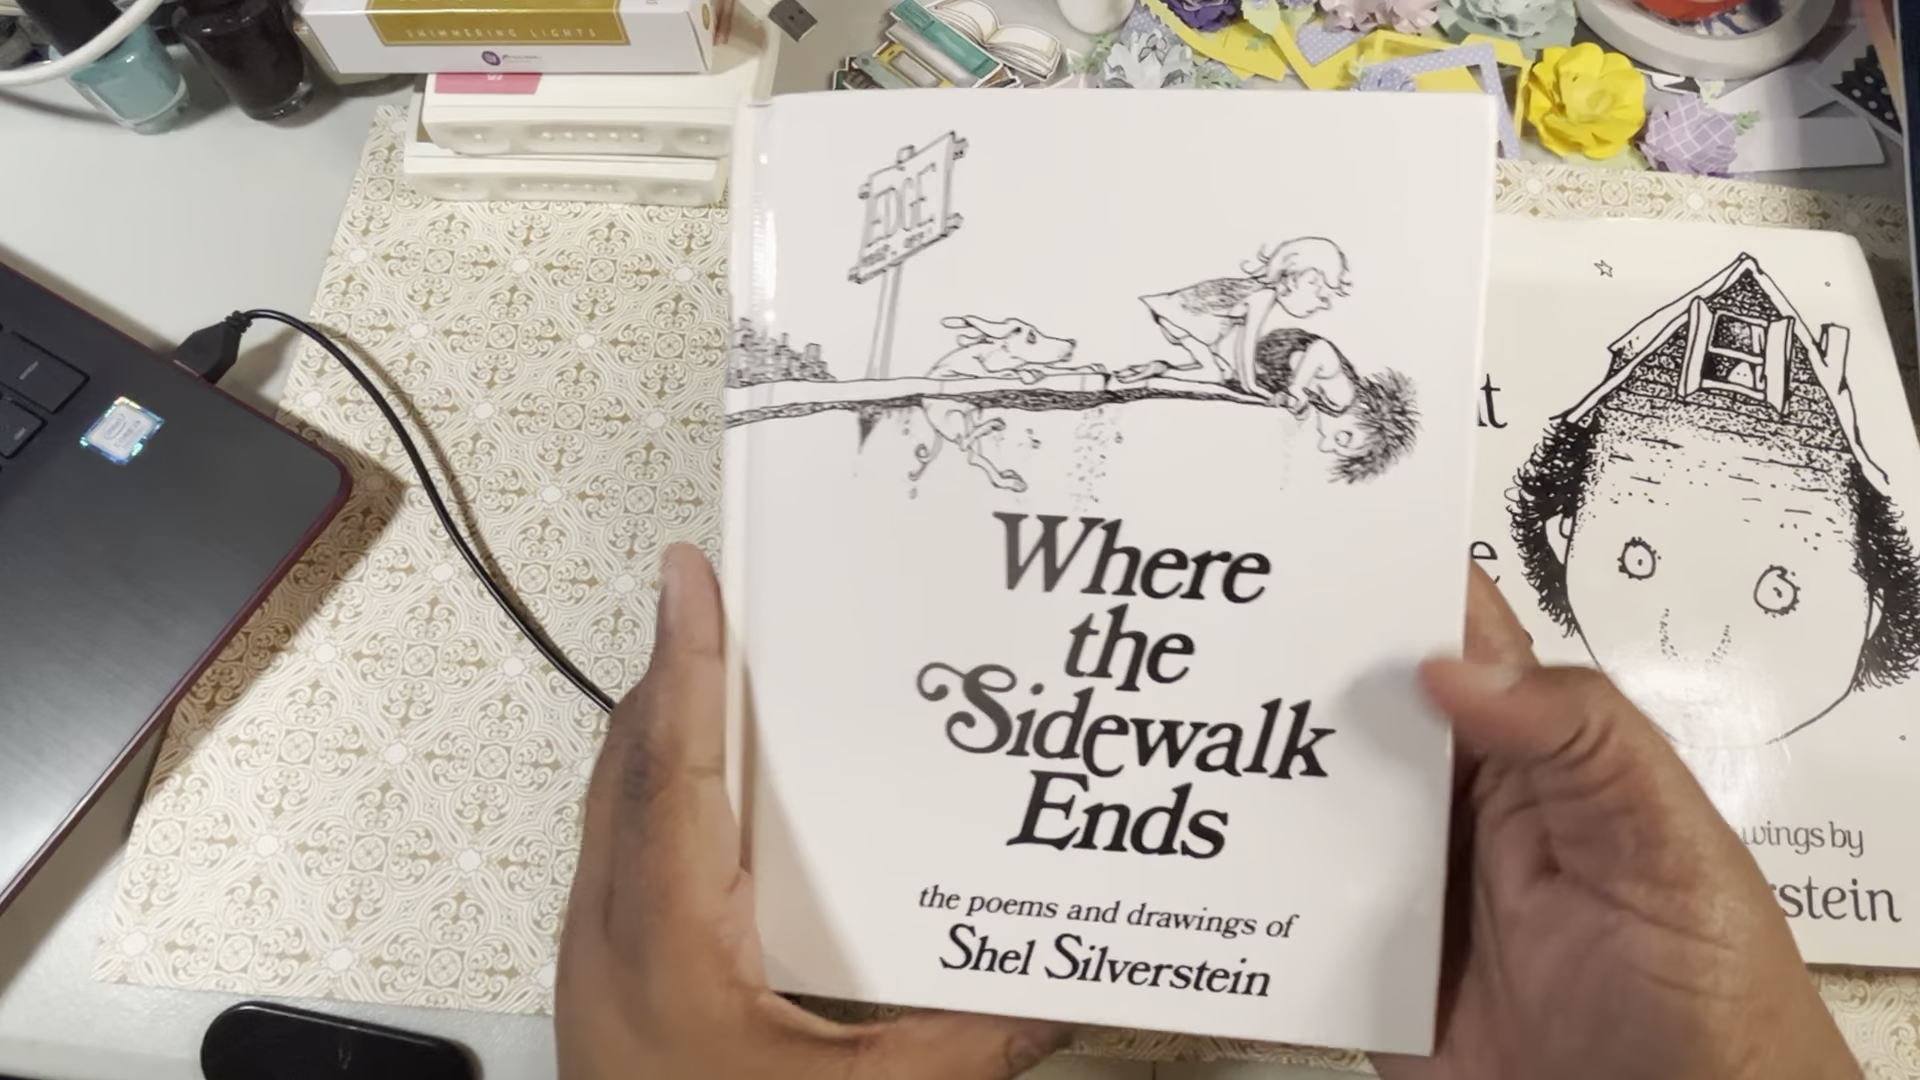 SHIMMERING LIGHTS
EDGE
Where
the
Sidewalk
Ends
the poems and drawings of
Shel Silverstein
t
e
wings by
rstein